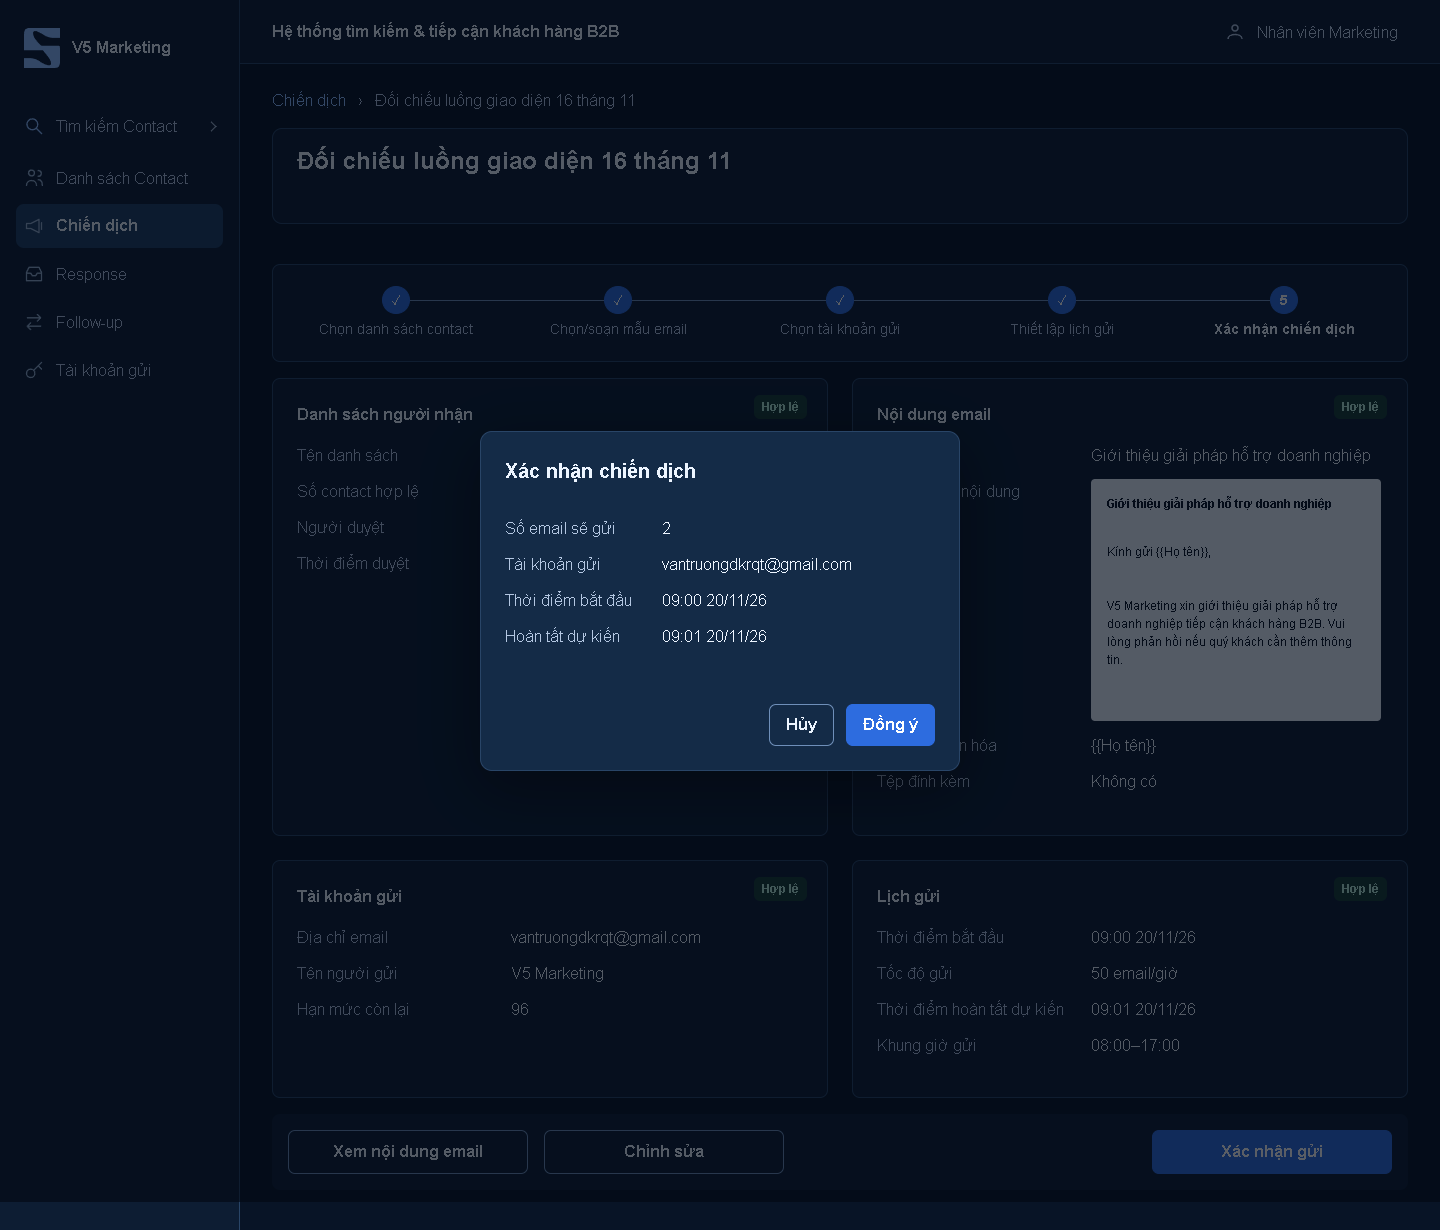 V5 Marketing
Hệ thống tìm kiếm & tiếp cận khách hàng B2B
Nhân viên Marketing
Tìm kiếm Contact
Danh sách Contact
Chiến dịch
Response
Follow-up
Tài khoản gửi
Chiến dịch › Đối chiếu luồng giao diện 16 tháng 11
Đối chiếu luồng giao diện 16 tháng 11
✓ ✓ ✓ ✓ 5
Chọn danh sách contact
Chọn/soạn mẫu email
Chọn tài khoản gửi
Thiết lập lịch gửi
Xác nhận chiến dịch
Danh sách người nhận
Hợp lệ
Tên danh sách
Số contact hợp lệ
Người duyệt
Thời điểm duyệt
Nội dung email
Hợp lệ
Giới thiệu giải pháp hỗ trợ doanh nghiệp
nội dung
Giới thiệu giải pháp hỗ trợ doanh nghiệp
Kính gửi {{Họ tên}},
V5 Marketing xin giới thiệu giải pháp hỗ trợ
doanh nghiệp tiếp cận khách hàng B2B. Vui
lòng phản hồi nếu quý khách cần thêm thông
tin.
hóa
{{Họ tên}}
Tệp đính kèm
Không có
Xác nhận chiến dịch
Số email sẽ gửi 2
Tài khoản gửi vantruongdkrqt@gmail.com
Thời điểm bắt đầu 09:00 20/11/26
Hoàn tất dự kiến 09:01 20/11/26
Hủy
Đồng ý
Tài khoản gửi
Hợp lệ
Địa chỉ email vantruongdkrqt@gmail.com
Tên người gửi V5 Marketing
Hạn mức còn lại 96
Lịch gửi
Hợp lệ
Thời điểm bắt đầu 09:00 20/11/26
Tốc độ gửi 50 email/giờ
Thời điểm hoàn tất dự kiến 09:01 20/11/26
Khung giờ gửi 08:00–17:00
Xem nội dung email
Chỉnh sửa
Xác nhận gửi